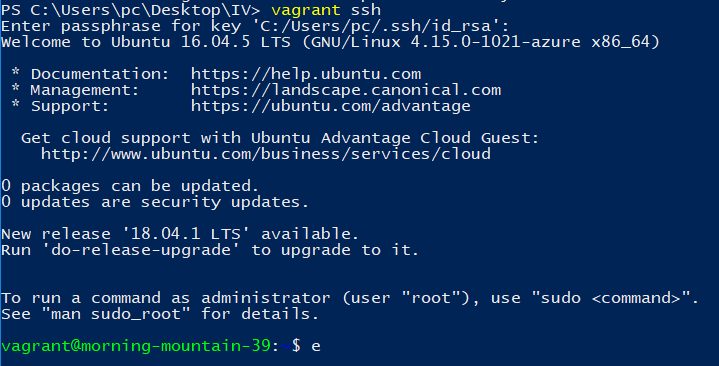 PS C:\Users\pc\Desktop\IV> vagrant ssh
Enter passphrase for key 'C:/Users/pc/.ssh/id_rsa':
Welcome to Ubuntu 16.04.5 LTS (GNU/Linux 4.15.0-1021-azure x86_64)
* Documentation: https://help.ubuntu.com
* Management: https://landscape.canonical.com
* Support: https://ubuntu.com/advantage
Get cloud support with Ubuntu Advantage Cloud Guest:
http://www.ubuntu.com/business/services/cloud
0 packages can be updated.
0 updates are security updates.
New release '18.04.1 LTS' available.
Run 'do-release-upgrade' to upgrade to it.
To run a command as administrator (user "root"), use "sudo <command>".
See "man sudo_root" for details.
vagrant@morning-mountain-39: $ e